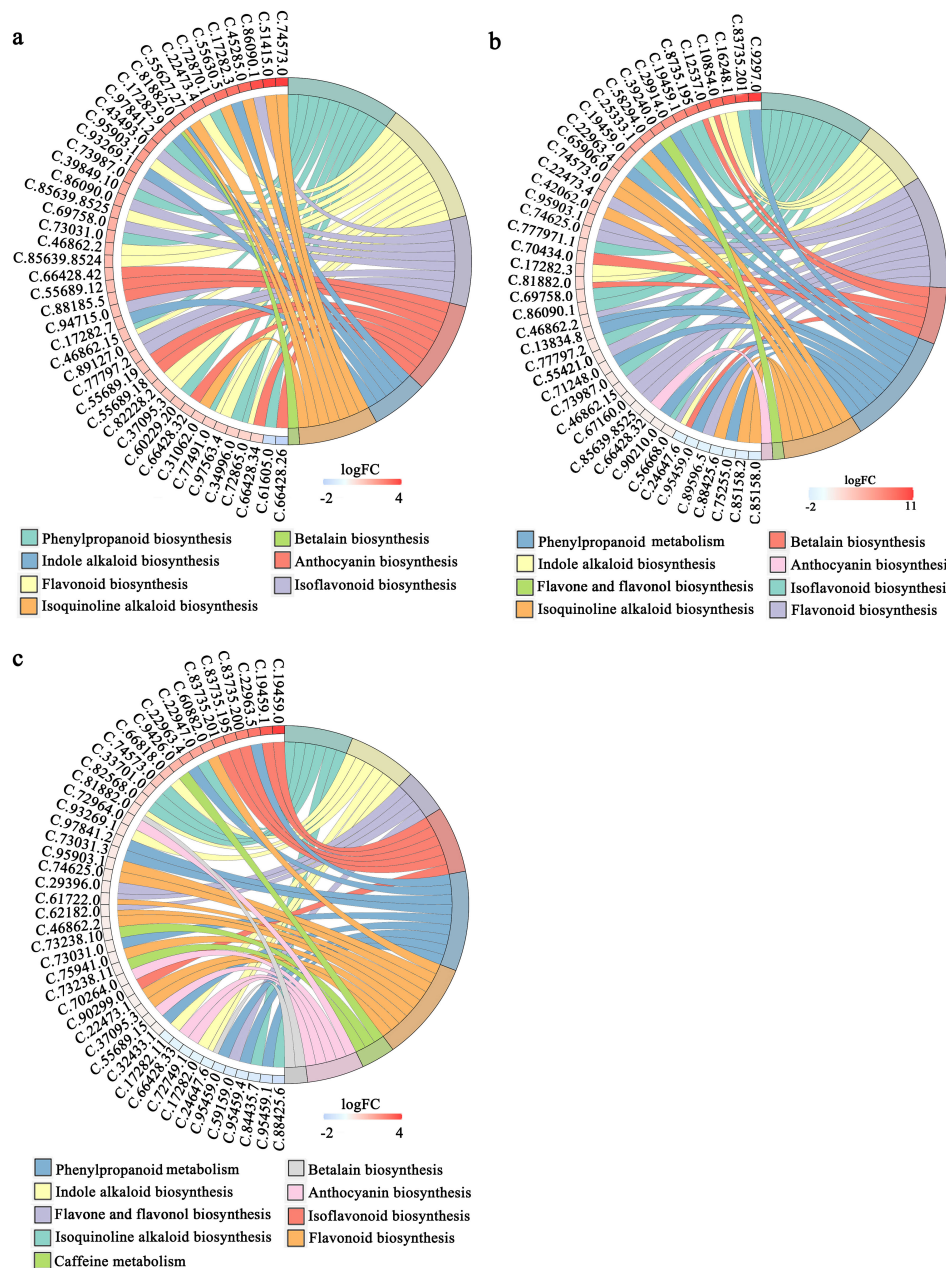 a
C.74573.0
C.51415.0
C.86090.1
C.45285.0
C.17282.3
C.55630.5
C.72870.1
C.22473.4
C.55627.27
C.81882.0
C.17282.9
C.97841.2
C.43493.0
C.95903.1
C.93269.1
C.73987.0
C.39849.10
C.86090.0
C.85639.8525
C.69758.0
C.73031.0
C.46862.2
C.85639.8524
C.66428.42
C.55689.12
C.88185.5
C.94715.0
C.17282.7
C.46862.15
C.89127.0
C.77797.2
C.55689.19
C.55689.18
C.82228.2
C.37095.3
C.60229.20
C.66428.32
C.31062.0
C.77491.0
C.97563.4
C.34996.0
C.72865.0
C.66428.34
C.61605.0
C.66428.26
logFC
-2 4
Phenylpropanoid biosynthesis
Indole alkaloid biosynthesis
Flavonoid biosynthesis
Isoquinoline alkaloid biosynthesis
Betalain biosynthesis
Anthocyanin biosynthesis
Isoflavonoid biosynthesis
b
C.9297.0
C.83735.201
C.16248.1
C.10854.0
C.12537.0
C.8735.195
C.19459.1
C.29914.0
C.39240.0
C.58294.0
C.25333.1
C.19459.0
C.22963.4
C.65906.0
C.74573.0
C.22473.4
C.42062.0
C.95903.1
C.74625.0
C.777971.1
C.70434.0
C.17282.3
C.81882.0
C.69758.0
C.86090.1
C.46862.2
C.13834.8
C.77797.2
C.55421.0
C.71248.0
C.73987.0
C.46862.15
C.67160.0
C.85639.8525
C.66428.32
C.90210.0
C.56668.0
C.24647.6
C.95459.0
C.89596.5
C.88425.6
C.75255.0
C.85158.2
C.85158.0
logFC
-2 11
Phenylpropanoid metabolism
Indole alkaloid biosynthesis
Flavone and flavonol biosynthesis
Isoquinoline alkaloid biosynthesis
Betalain biosynthesis
Anthocyanin biosynthesi
Isoflavonoid biosynthesis
Flavonoid biosynthesis
c
C.19459.0
C.19459.1
C.22963.5
C.83735.200
C.83735.195
C.83735.201
C.60882.0
C.22947.0
C.22963.4
C.9426.0
C.66818.0
C.74573.0
C.33701.0
C.82568.0
C.81882.0
C.72964.0
C.93269.1
C.97841.2
C.73031.3
C.95903.1
C.74625.0
C.29396.0
C.61722.0
C.62182.0
C.46862.2
C.73238.10
C.73031.0
C.75941.0
C.73238.11
C.70264.0
C.90299.0
C.22473.1
C.37095.3
C.55689.15
C.32433.1
C.17282.11
C.66428.33
C.72749.1
C.17282.0
C.24647.6
C.95459.0
C.59159.0
C.95459.4
C.84435.7
C.95459.1
C.88425.6
logFC
-2 4
Phenylpropanoid metabolism
Indole alkaloid biosynthesis
Flavone and flavonol biosynthesis
Isoquinoline alkaloid biosynthesis
Caffeine metabolism
Betalain biosynthesis
Anthocyanin biosynthesis
Isoflavonoid biosynthesis
Flavonoid biosynthesis